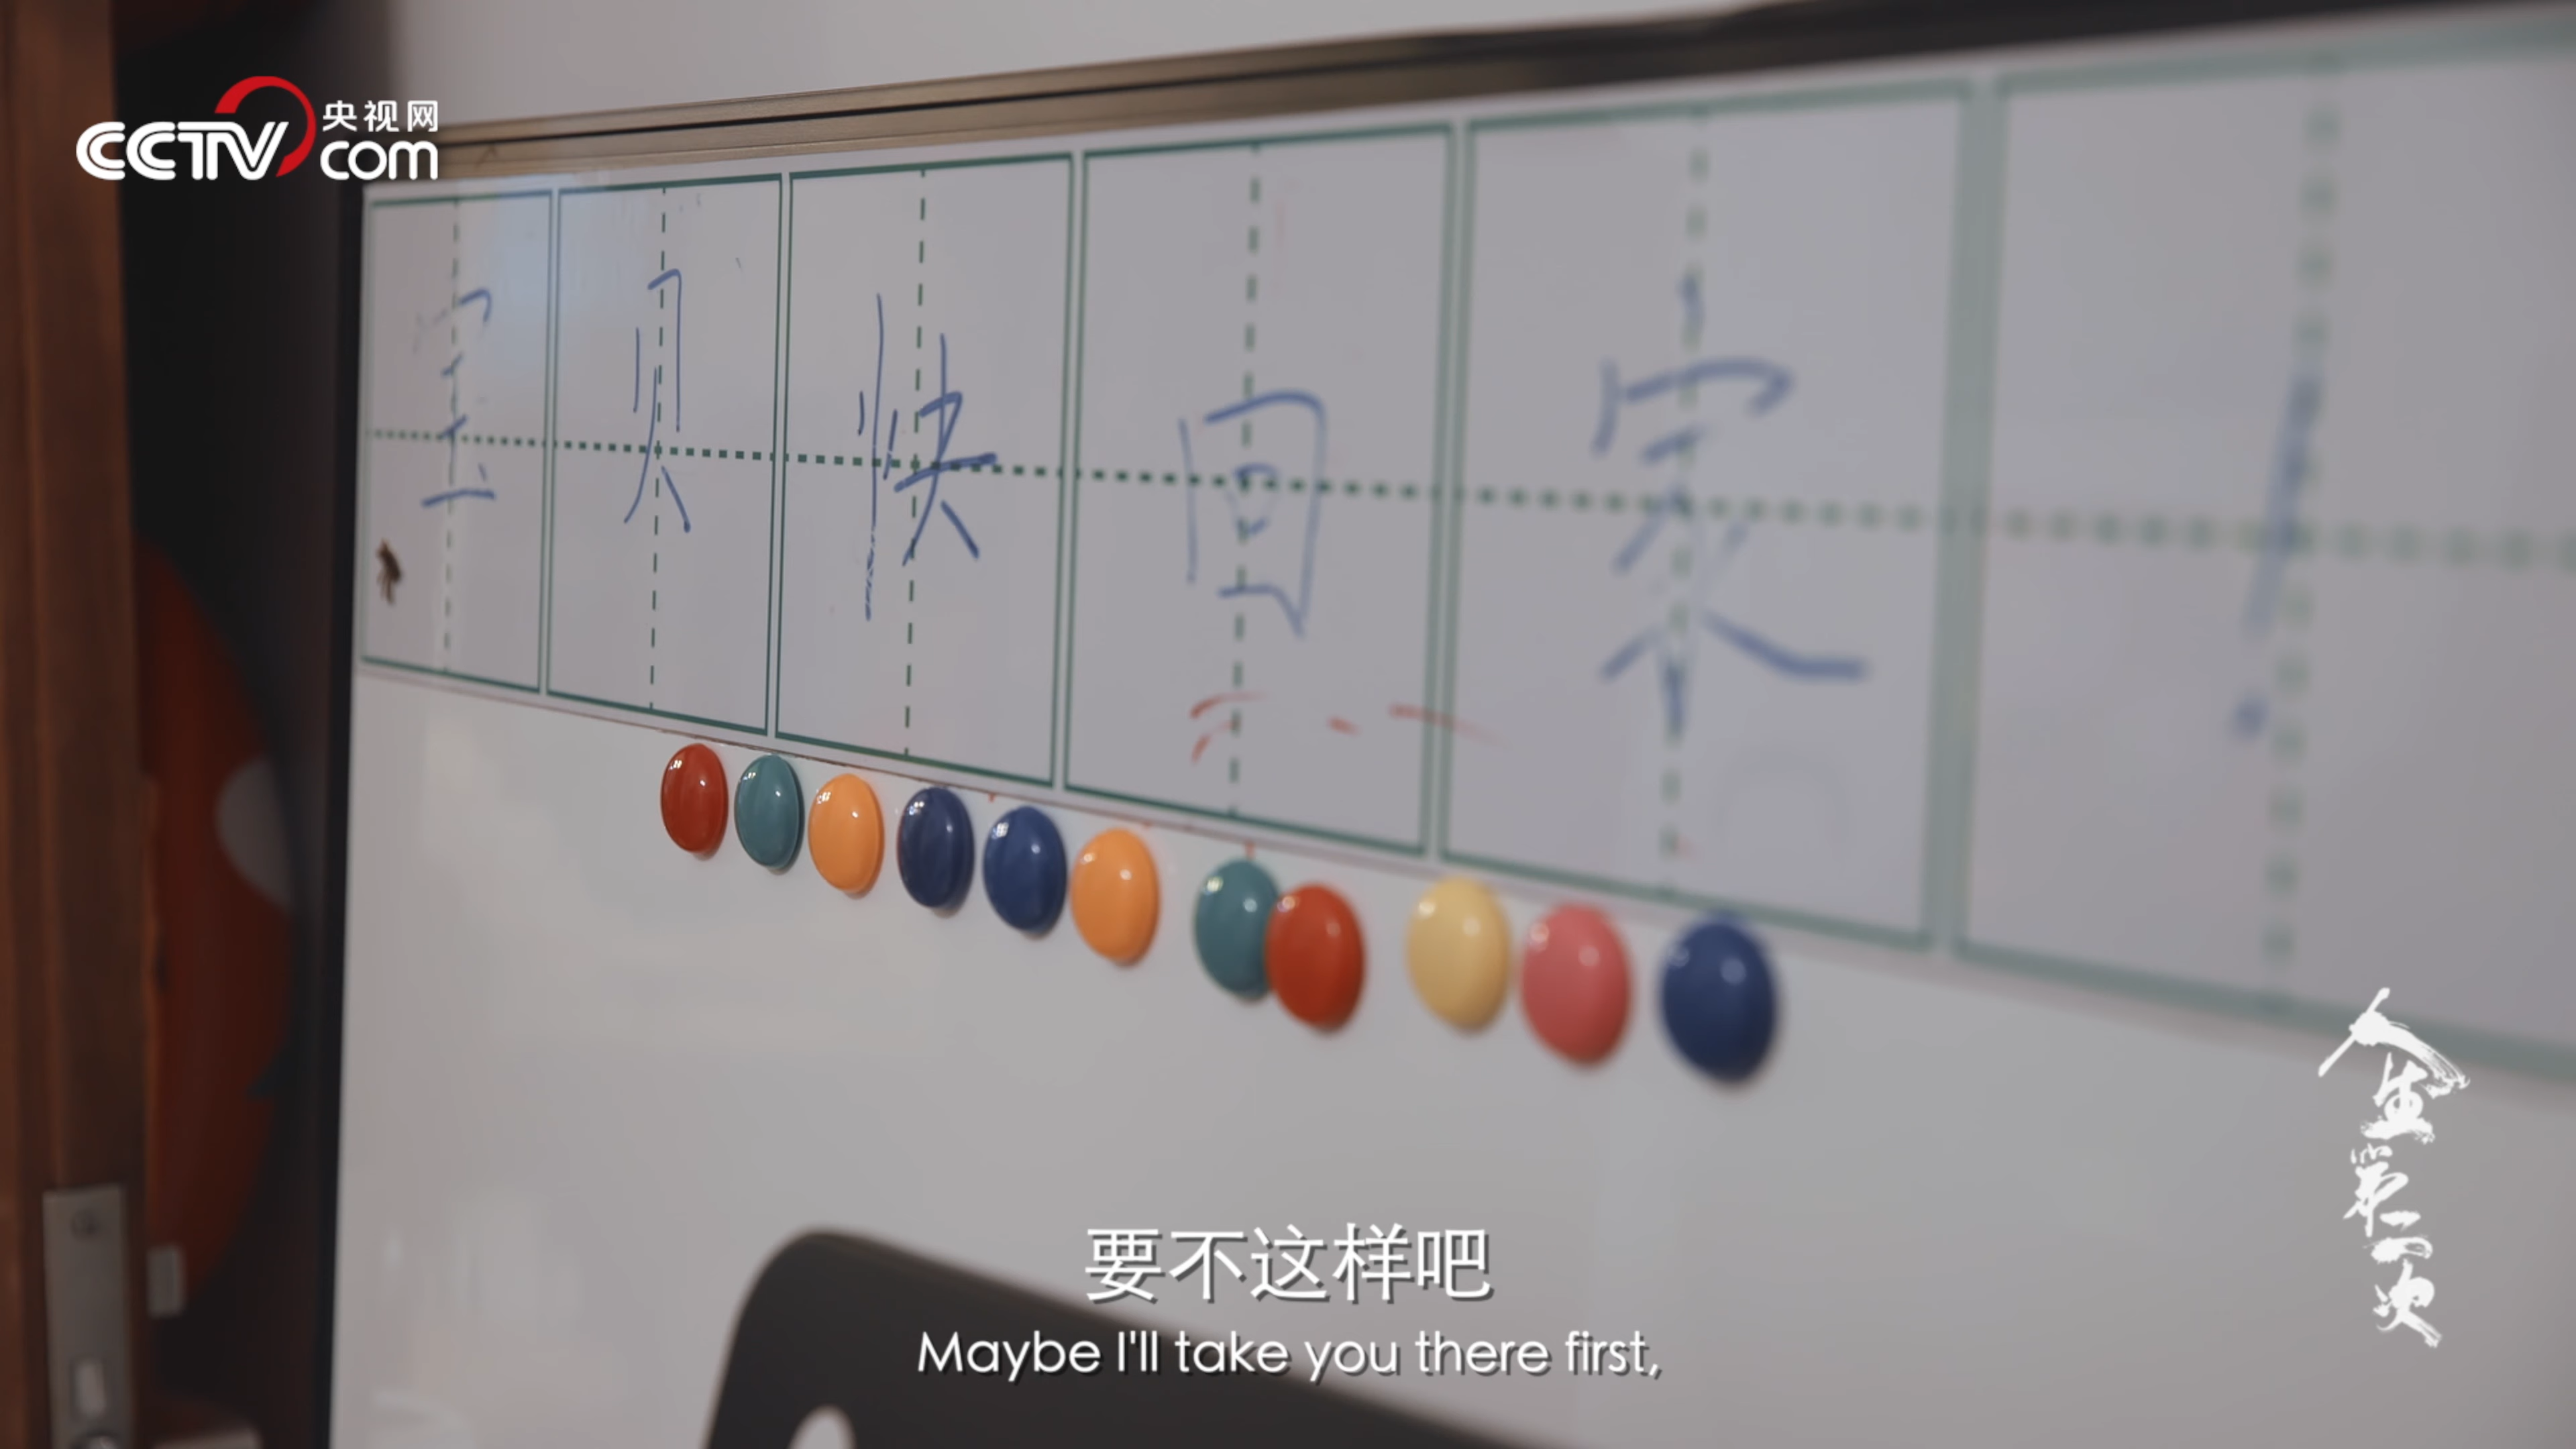 CCTV 央视网
com
宝贝快回家！
人生第一次
要不这样吧
Maybe I'll take you there first,